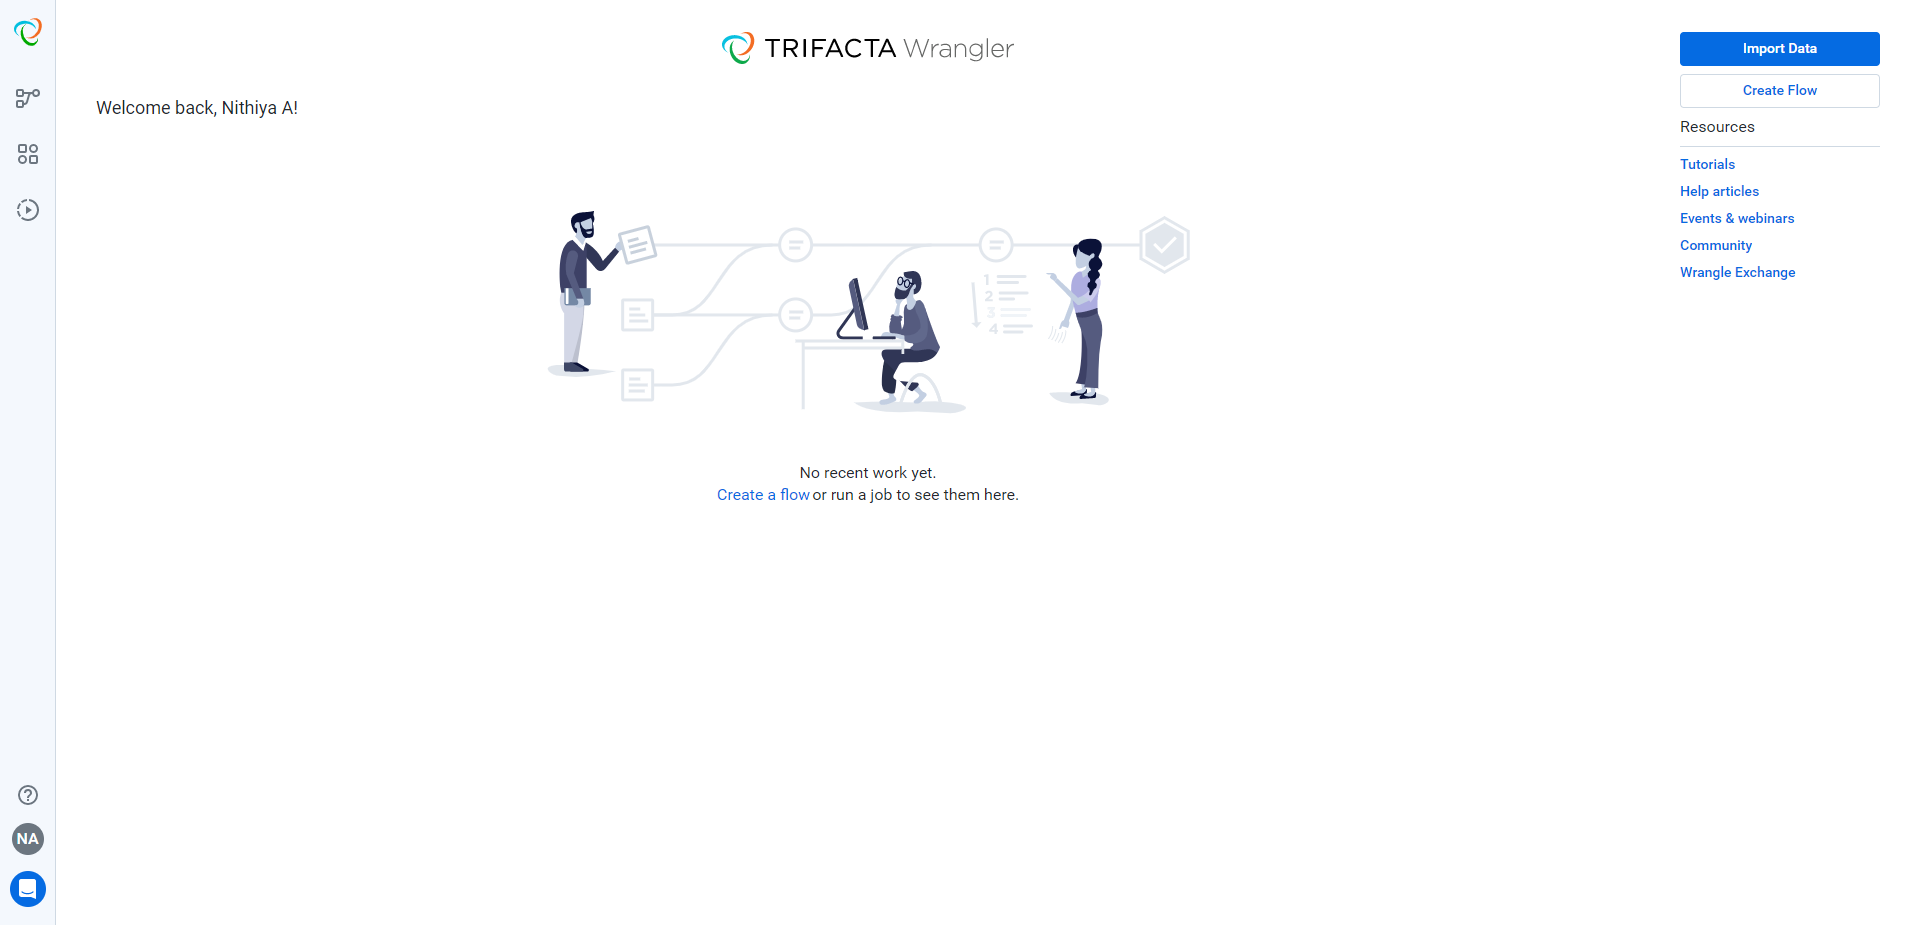 TRIFACTA Wrangler
Welcome back, Nithiya A!
Import Data
Create Flow
Resources
Tutorials
Help articles
Events & webinars
Community
Wrangle Exchange
1
2
3
4
No recent work yet.
Create a flow or run a job to see them here.
?
NA